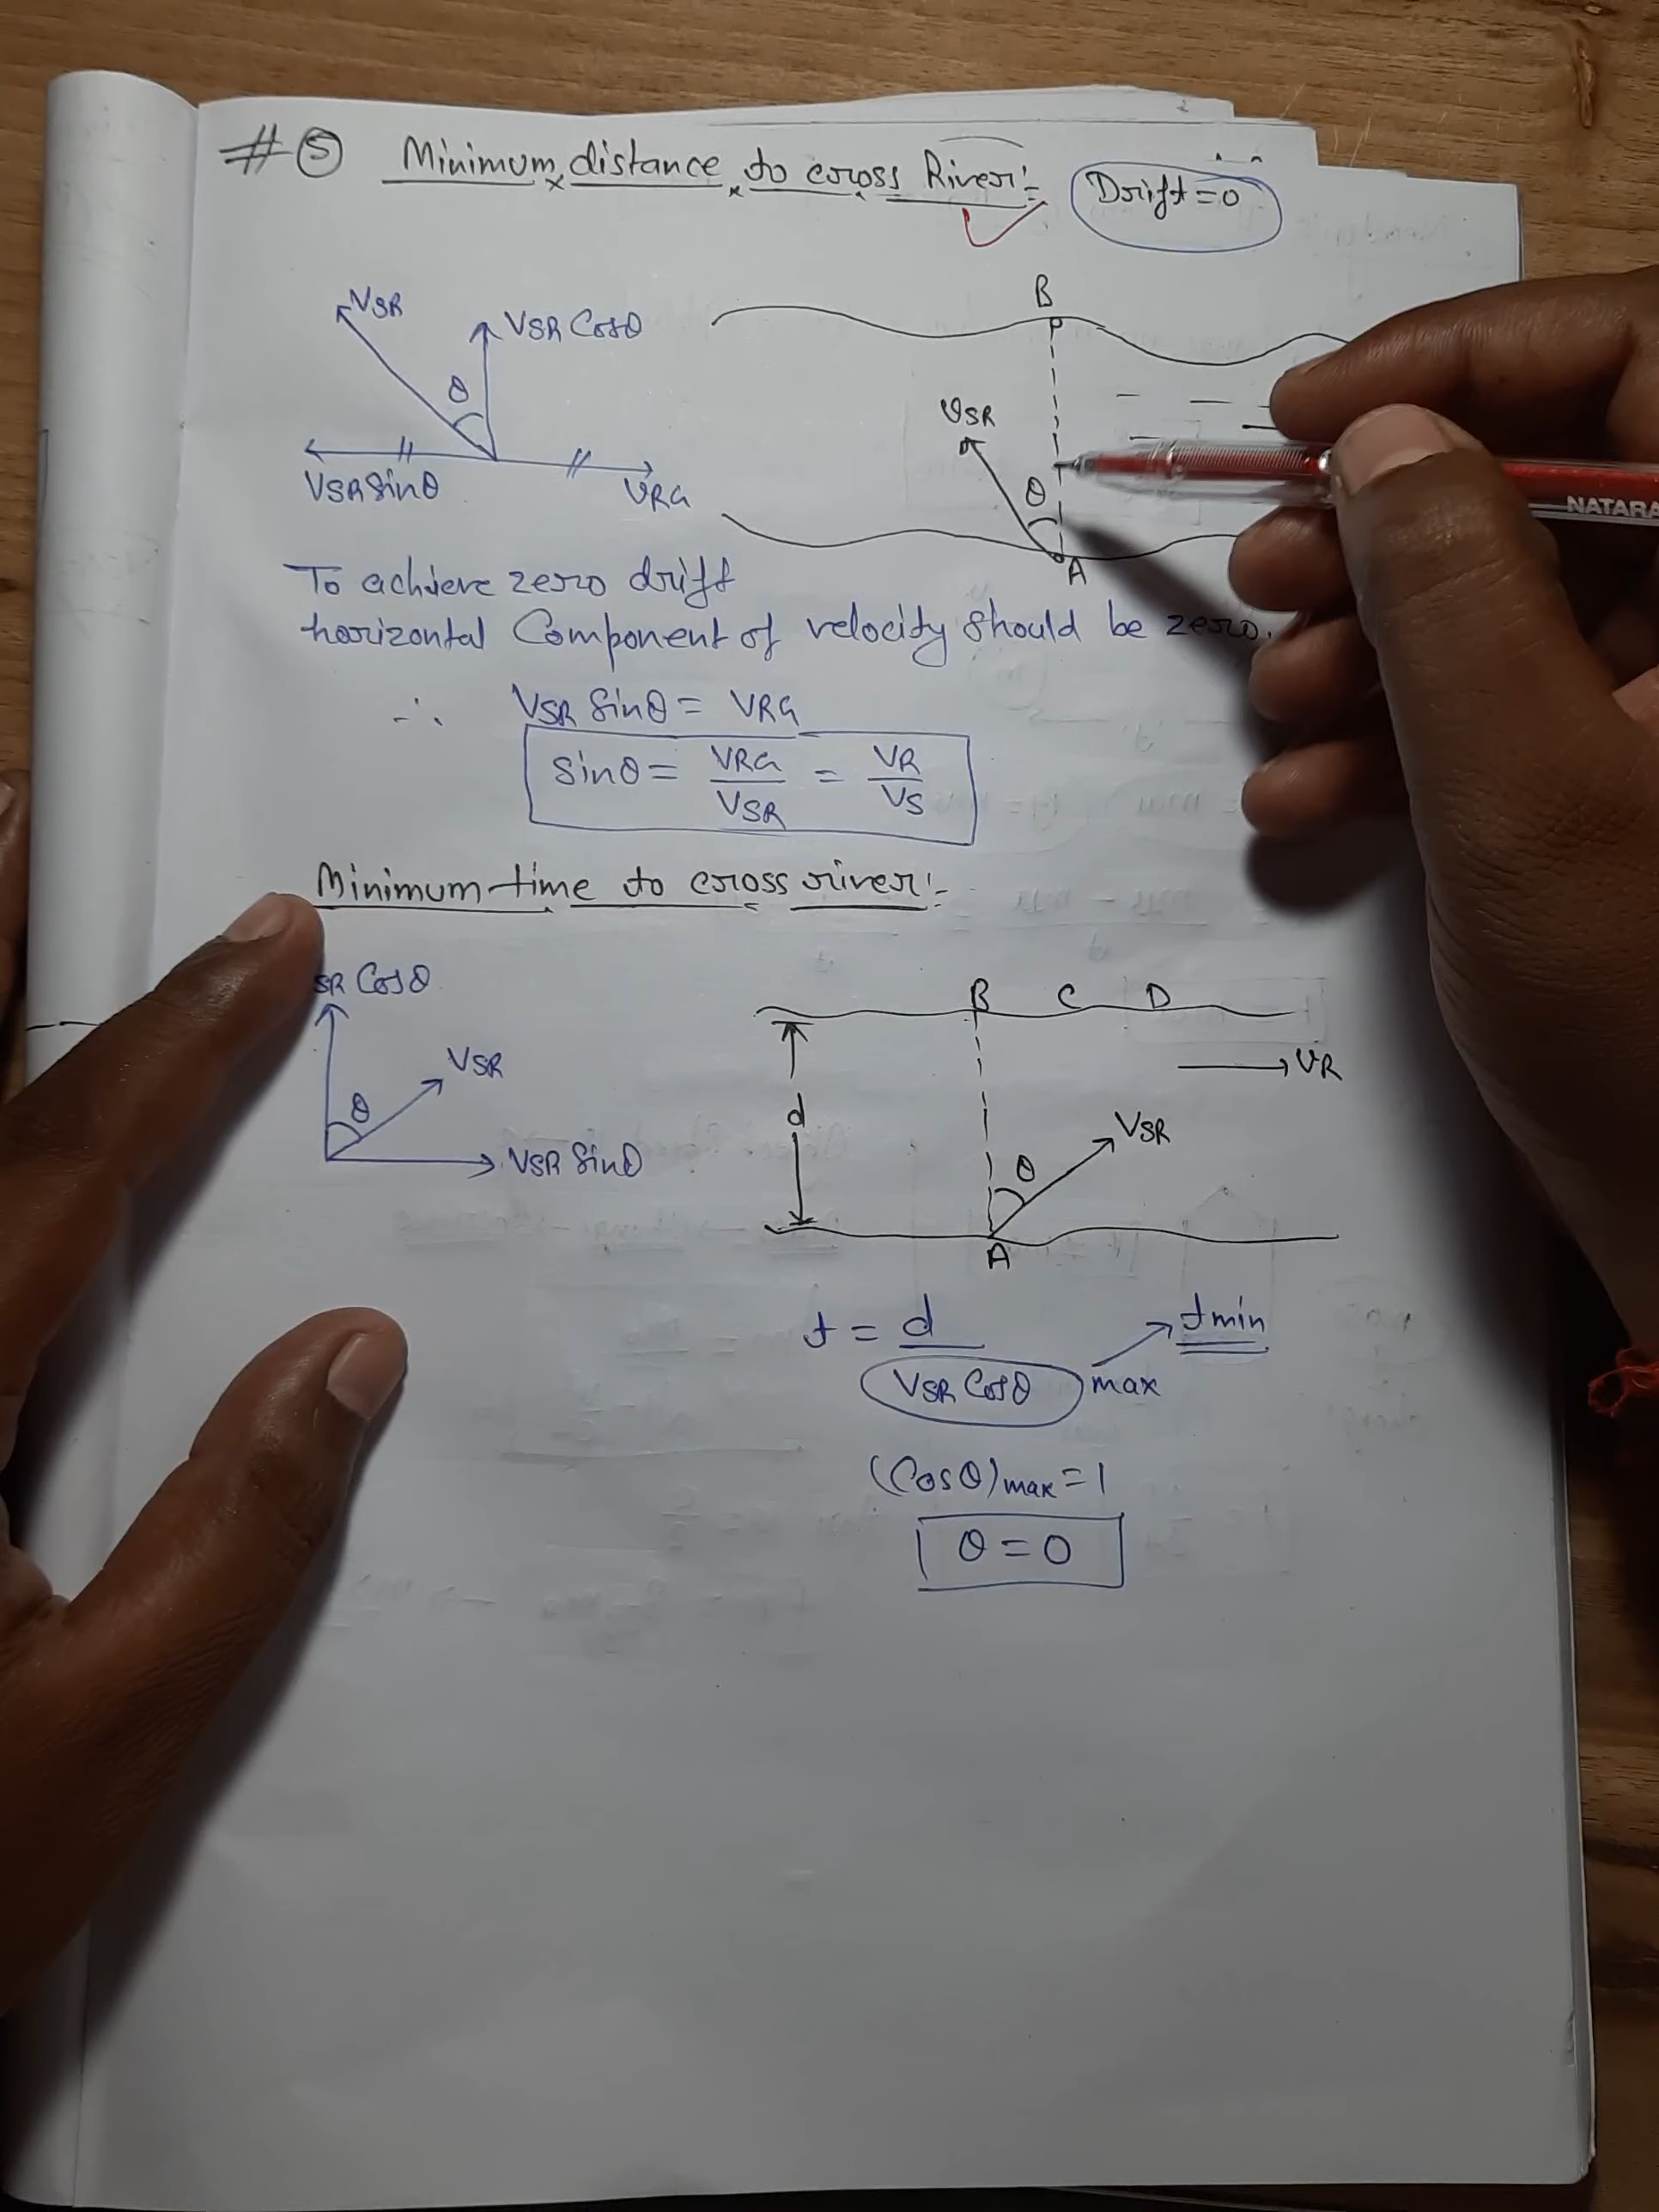 # ⑤ Minimum distance to cross River:- Drift = 0
VSR
VSR Cosθ
θ
VSR Sinθ
VRG
B
VSR
θ
A
NATARA
To achieve zero drift
horizontal Component of velocity should be zero.
∴ VSR Sinθ = VRG
Sinθ = VRG/VSR = VR/VS
Minimum time to cross river:-
SR Cosθ
VSR
θ
VSR Sinθ
B C D
VR
d
VSR
θ
A
t = d/VSR Cosθ max → tmin
(Cosθ)max = 1
θ = 0